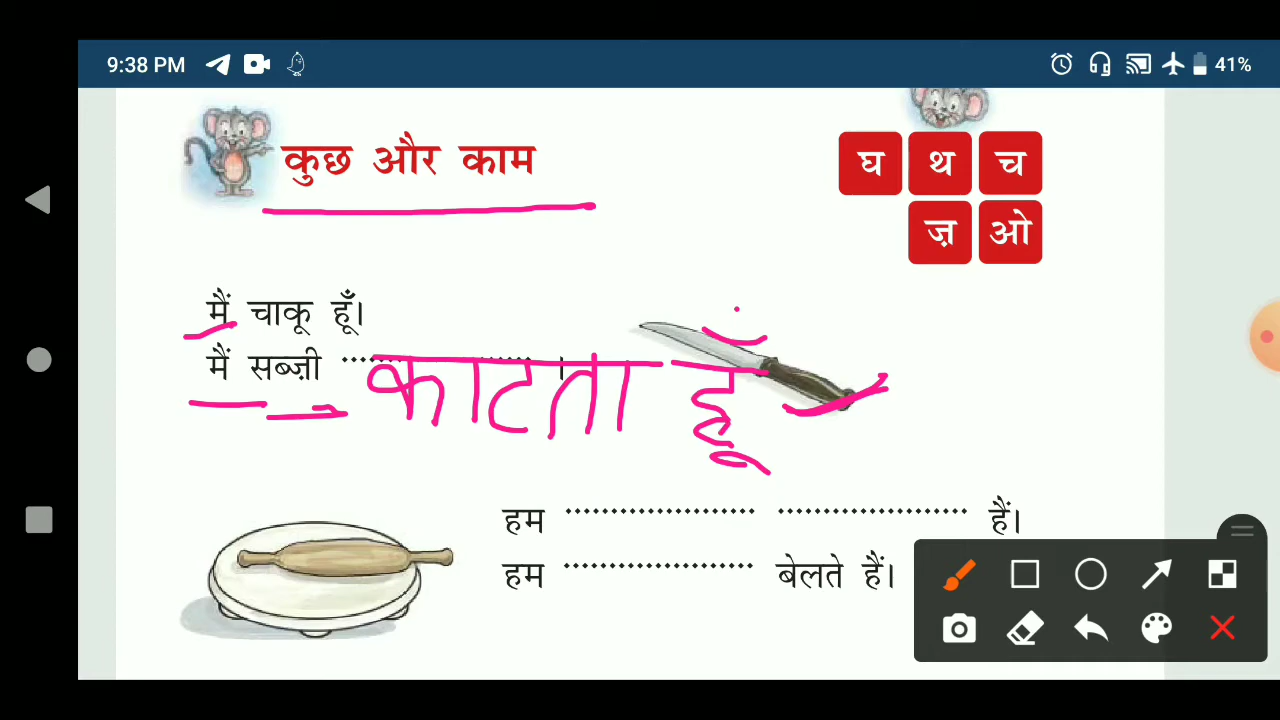 9:38 PM 41%
कुछ और काम
घ थ च
ज़ ओ
मैं चाकू हूँ।
मैं सब्ज़ी .................... ।
काटता हूँ
हम .................... .................... हैं।
हम .................... बेलते हैं।